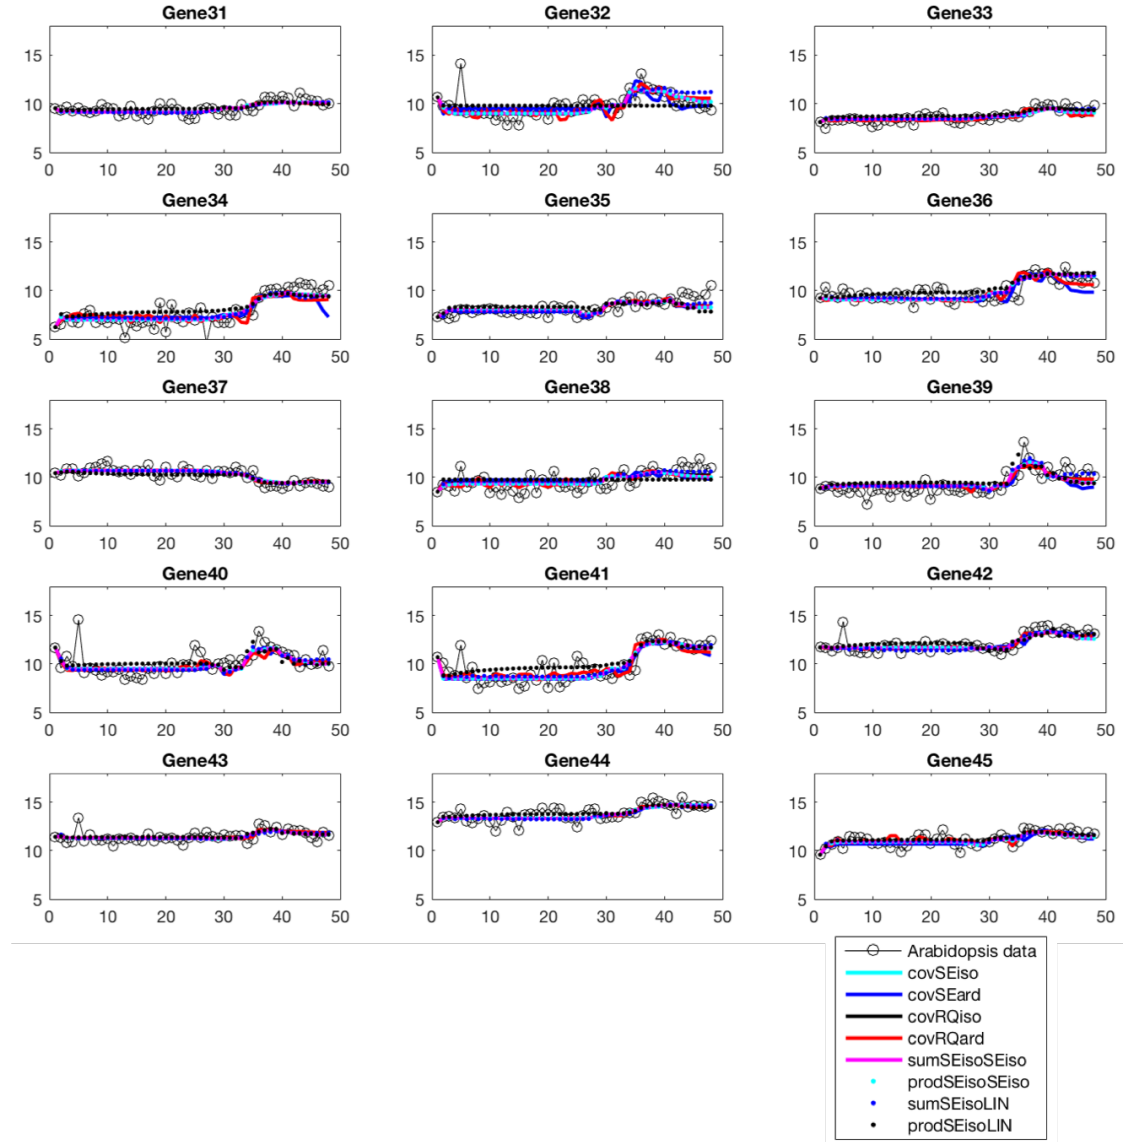 Gene31 Gene32 Gene33
15 15 15
10 10 10
5 5 5
0 10 20 30 40 50 0 10 20 30 40 50 0 10 20 30 40 50
Gene34 Gene35 Gene36
15 15 15
10 10 10
5 5 5
0 10 20 30 40 50 0 10 20 30 40 50 0 10 20 30 40 50
Gene37 Gene38 Gene39
15 15 15
10 10 10
5 5 5
0 10 20 30 40 50 0 10 20 30 40 50 0 10 20 30 40 50
Gene40 Gene41 Gene42
15 15 15
10 10 10
5 5 5
0 10 20 30 40 50 0 10 20 30 40 50 0 10 20 30 40 50
Gene43 Gene44 Gene45
15 15 15
10 10 10
5 5 5
0 10 20 30 40 50 0 10 20 30 40 50 0 10 20 30 40 50
Arabidopsis data
covSEiso
covSEard
covRQiso
covRQard
sumSEisoSEiso
prodSEisoSEiso
sumSEisoLIN
prodSEisoLIN